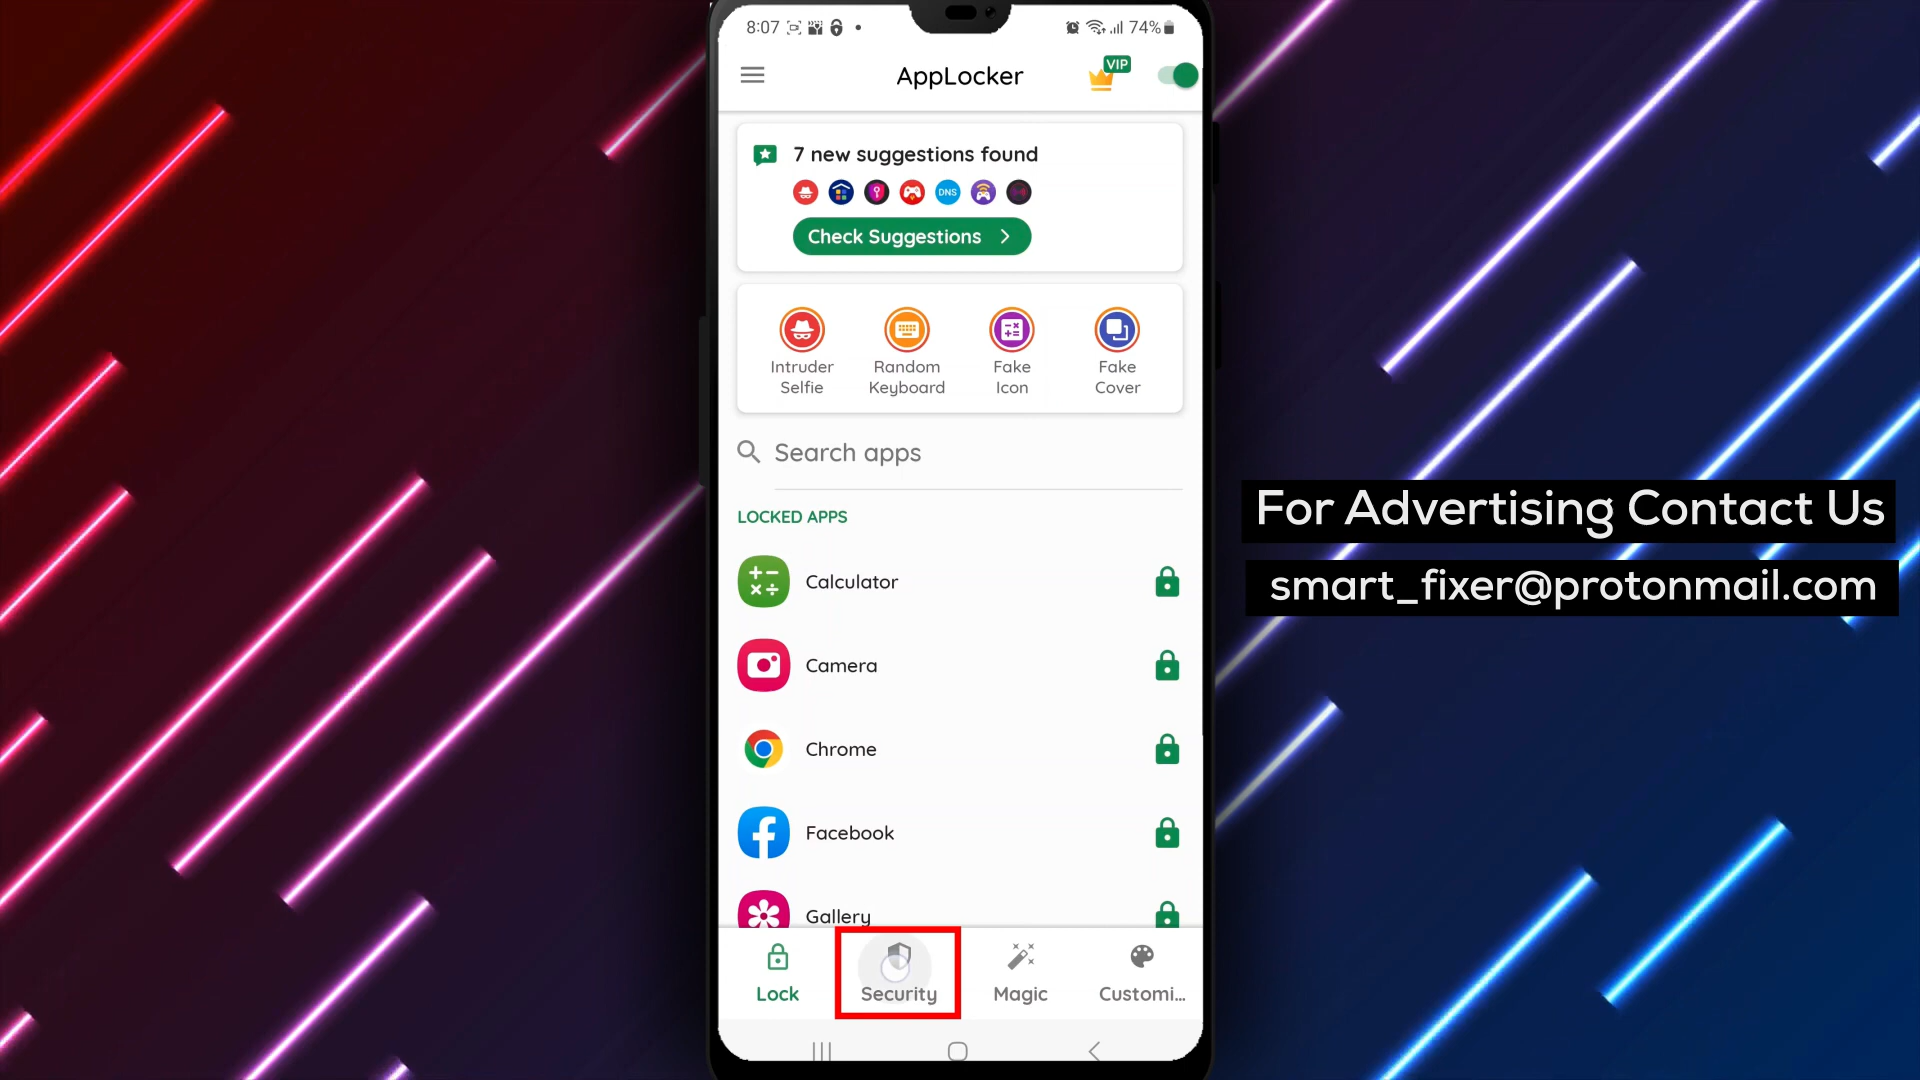 8:07
74%
AppLocker
VIP
7 new suggestions found
DNS
Check Suggestions
Intruder Selfie
Random Keyboard
Fake Icon
Fake Cover
Search apps
LOCKED APPS
Calculator
Camera
Chrome
Facebook
Gallery
Lock
Security
Magic
Customi...
For Advertising Contact Us
smart_fixer@protonmail.com